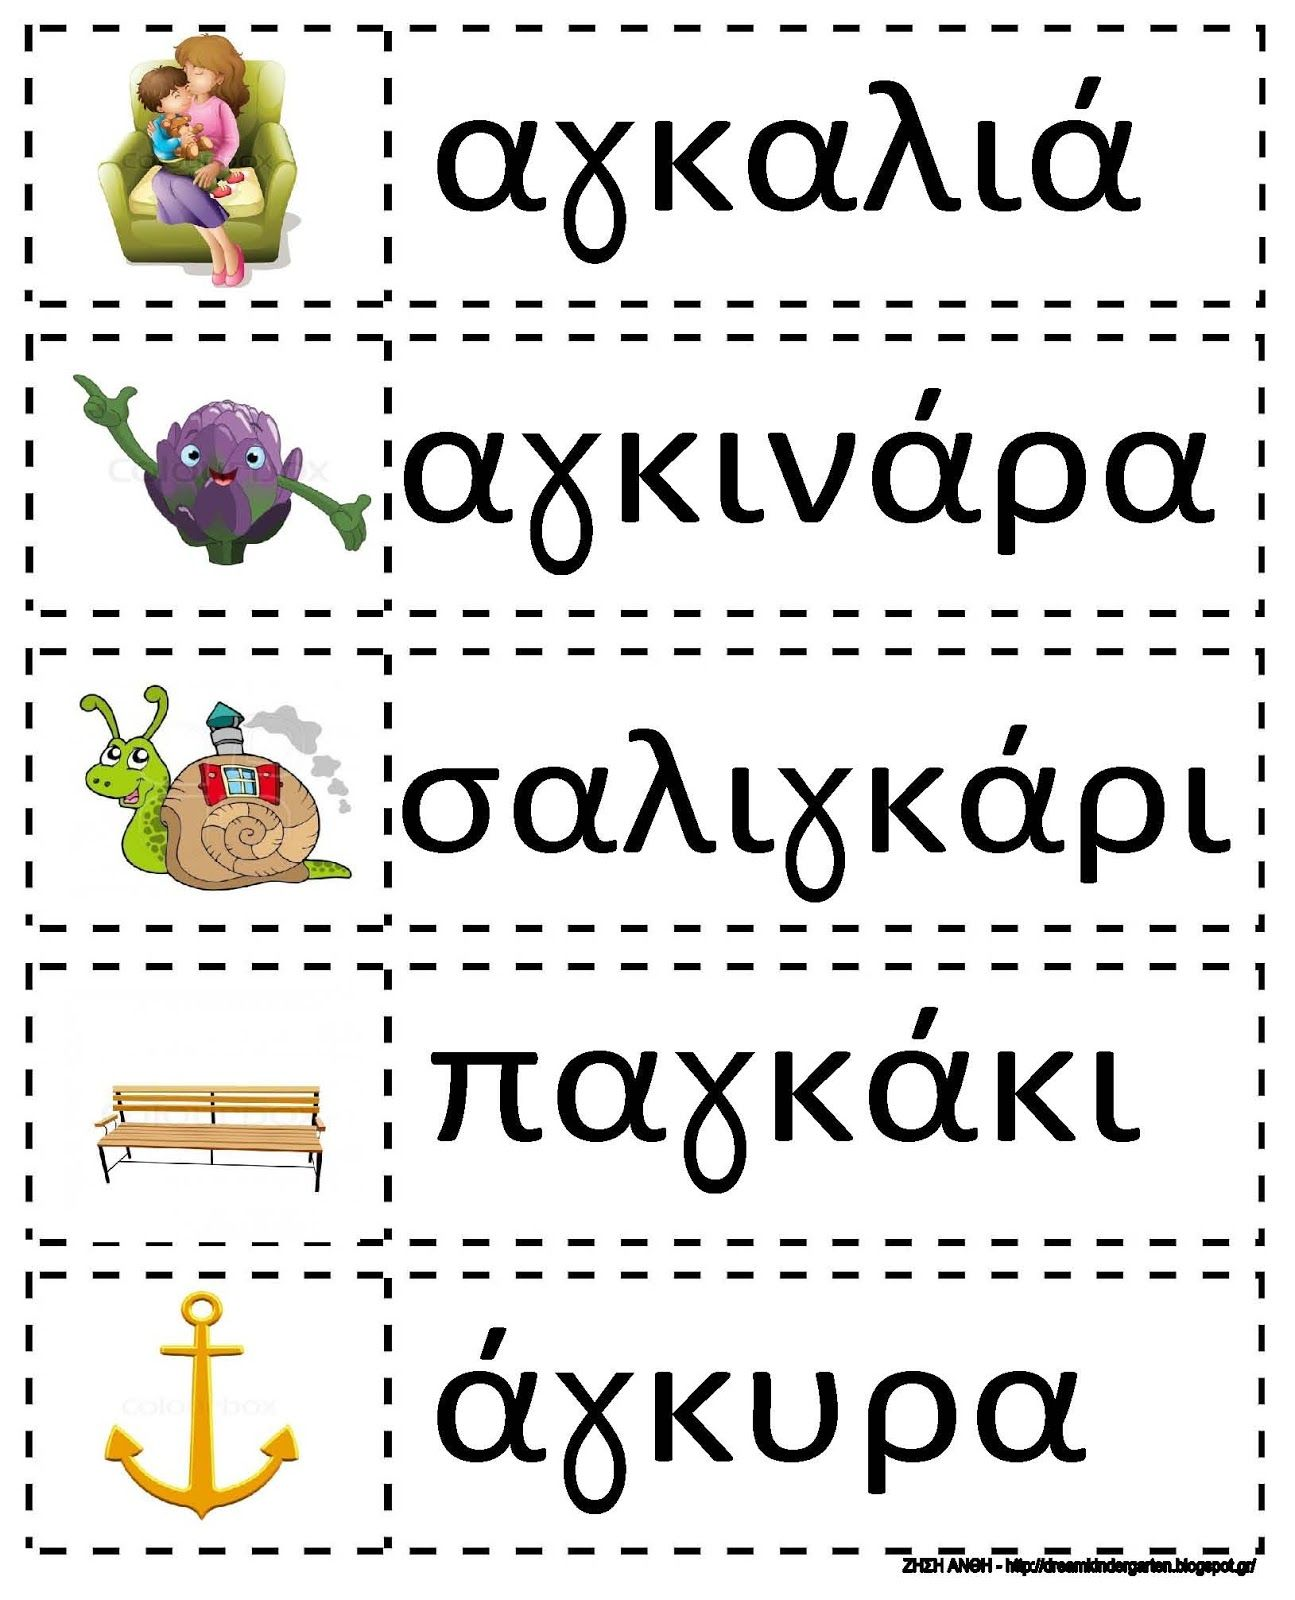 αγκαλιά
αγκινάρα
σαλιγκάρι
παγκάκι
άγκυρα
ΖΗΣΗ ΑΝΘΗ - http://dreamkindergarten.blogspot.gr/